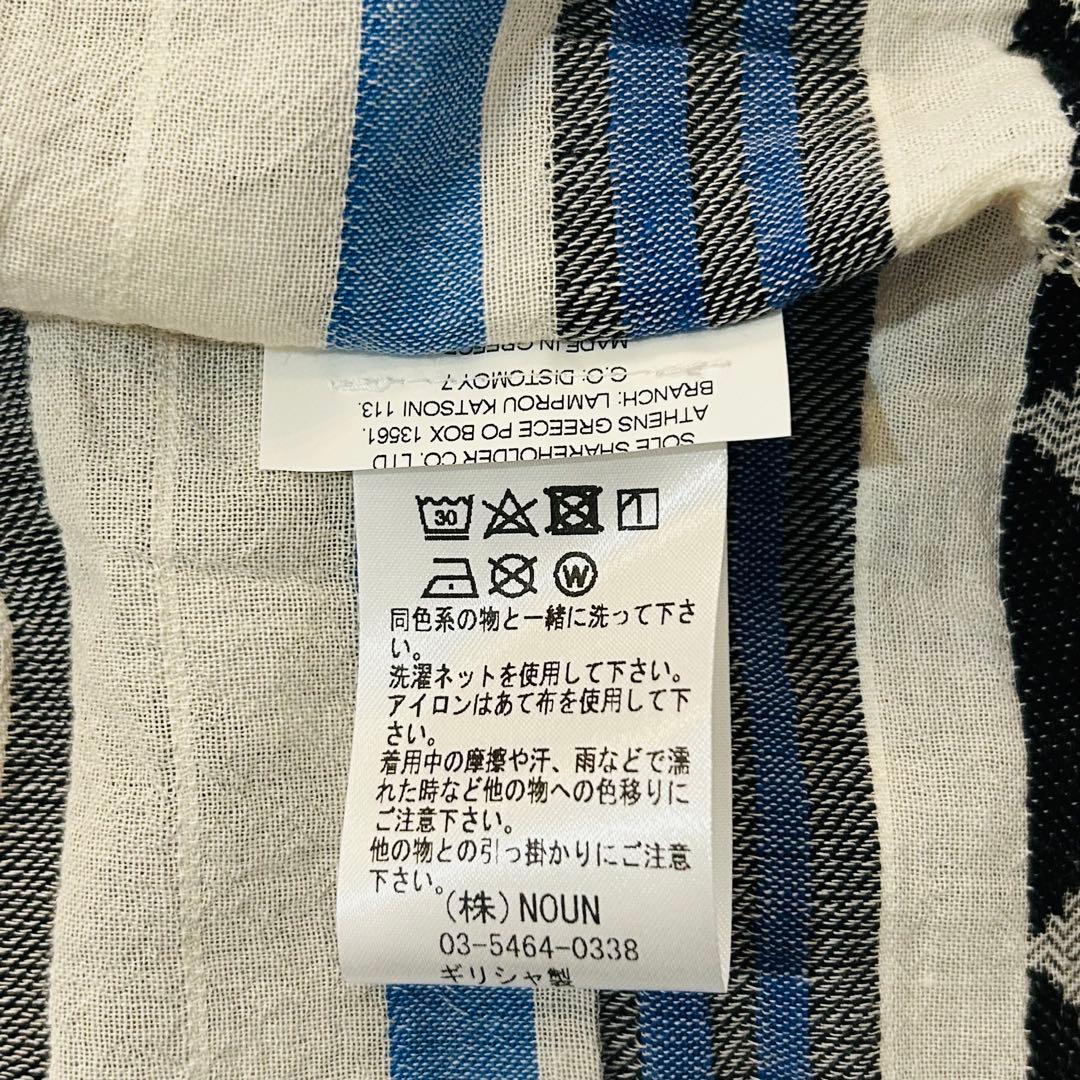 SOLE SHAREHOLDER CO. LTD
ATHENS GREECE PO BOX 13561.
BRANCH: LAMPROU KATSONI 113.
C.O: DISTOMOY 7
MADE IN GREECE
30
W
同色系の物と一緒に洗って下さ
い。
洗濯ネットを使用して下さい。
アイロンはあて布を使用して下
さい。
着用中の摩擦や汗、雨などで濡
れた時など他の物への色移りに
ご注意下さい。
他の物との引っ掛かりにご注意
下さい。
(株)NOUN
03-5464-0338
ギリシャ製